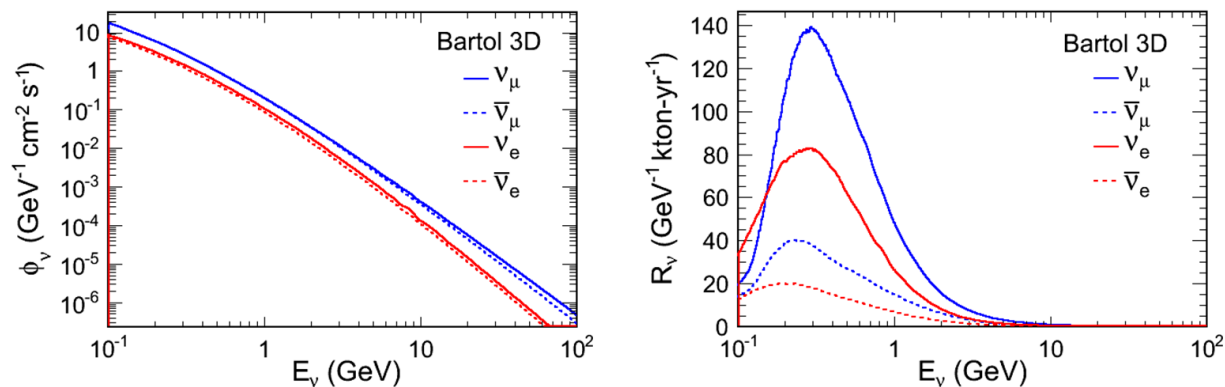 10
1
10⁻¹
10⁻²
10⁻³
10⁻⁴
10⁻⁵
10⁻⁶
ϕ_ν (GeV⁻¹ cm⁻² s⁻¹)
Bartol 3D
ν_μ
ν̅_μ
ν_e
ν̅_e
10⁻¹ 1 10 10²
E_ν (GeV)
140
120
100
80
60
40
20
0
R_ν (GeV⁻¹ kton-yr⁻¹)
Bartol 3D
ν_μ
ν̅_μ
ν_e
ν̅_e
10⁻¹ 1 10 10²
E_ν (GeV)